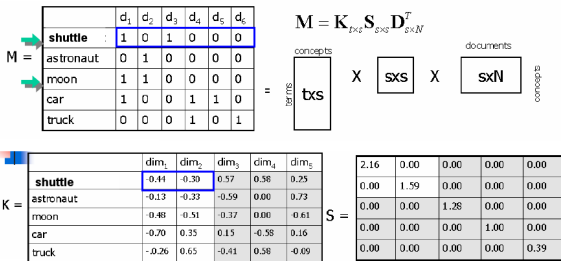 d1 d2 d3 d4 d5 d6
shuttle : 1 0 1 0 0 0
astronaut 0 1 0 0 0 0
moon 1 1 0 0 0 0
car 1 0 0 1 1 0
truck 0 0 0 1 0 1
M =
=
M = K t×s S s×s D T s×N
concepts
terms
txs
X
sxs
X
documents
sxN
concepts
dim1 dim2 dim3 dim4 dim5
shuttle -0.44 -0.30 0.57 0.58 0.25
astronaut -0.13 -0.33 -0.59 0.00 0.73
moon -0.48 -0.51 -0.37 0.00 -0.61
car -0.70 0.35 0.15 -0.58 0.16
truck -.0.26 0.65 -0.41 0.58 -0.09
K =
S =
2.16 0.00 0.00 0.00 0.00
0.00 1.59 0.00 0.00 0.00
0.00 0.00 1.28 0.00 0.00
0.00 0.00 0.00 1.00 0.00
0.00 0.00 0.00 0.00 0.39